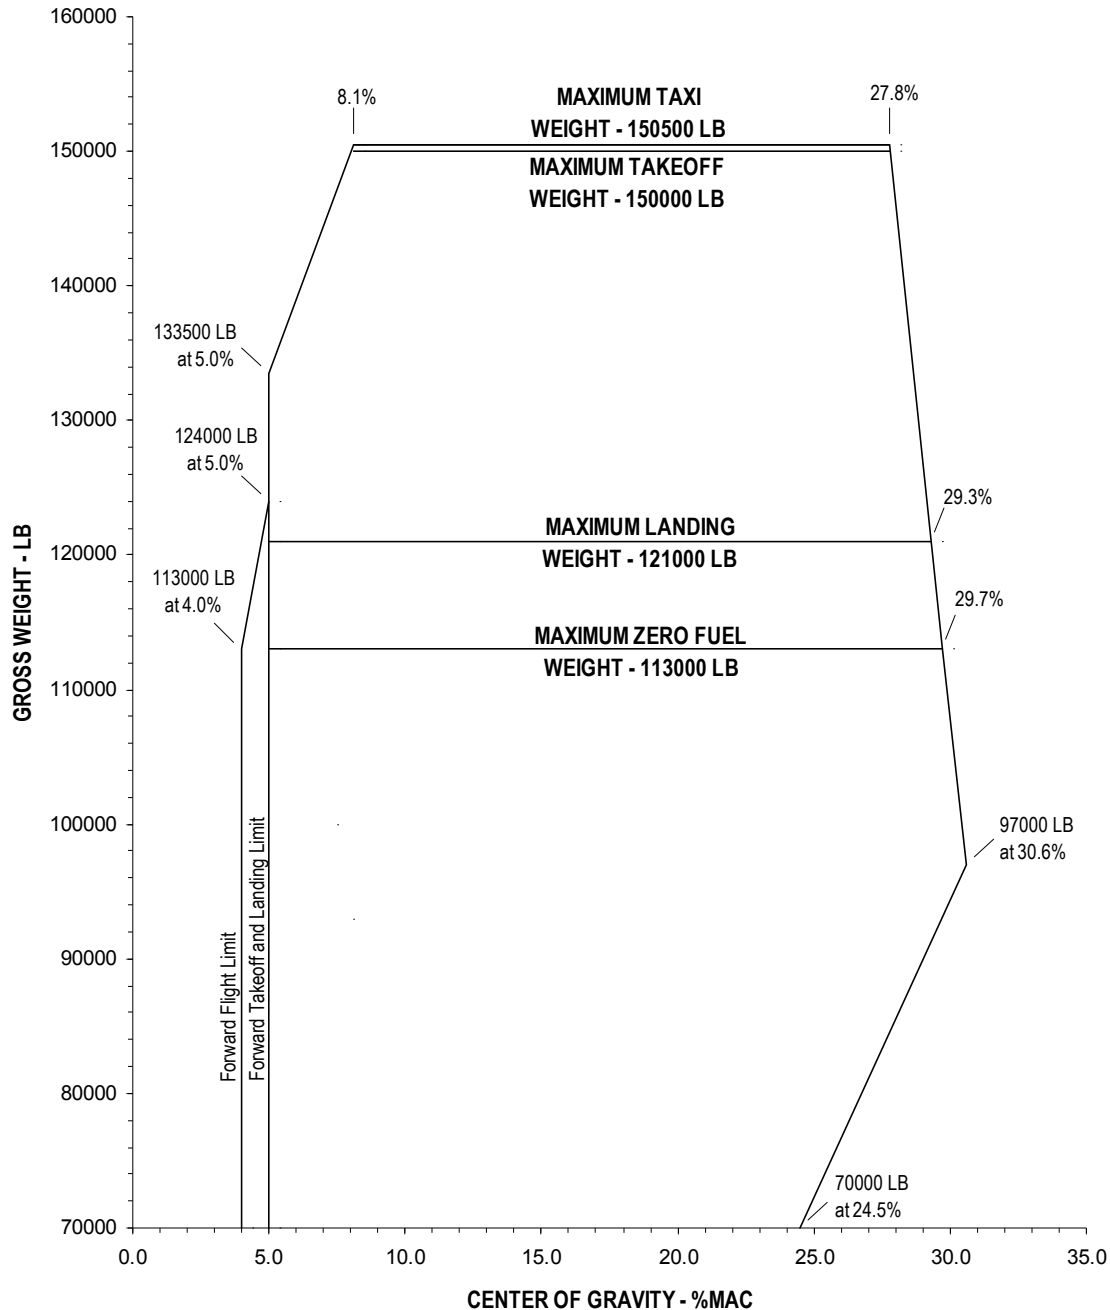 160000
8.1%
MAXIMUM TAXI
27.8%
WEIGHT - 150500 LB
150000
MAXIMUM TAKEOFF
WEIGHT - 150000 LB
140000
133500 LB
at 5.0%
130000
124000 LB
at 5.0%
29.3%
MAXIMUM LANDING
120000
WEIGHT - 121000 LB
113000 LB
at 4.0%
29.7%
MAXIMUM ZERO FUEL
WEIGHT - 113000 LB
110000
GROSS WEIGHT - LB
100000
97000 LB
at 30.6%
Forward Flight Limit
Forward Takeoff and Landing Limit
90000
80000
70000 LB
at 24.5%
70000
0.0 5.0 10.0 15.0 20.0 25.0 30.0 35.0
CENTER OF GRAVITY - %MAC